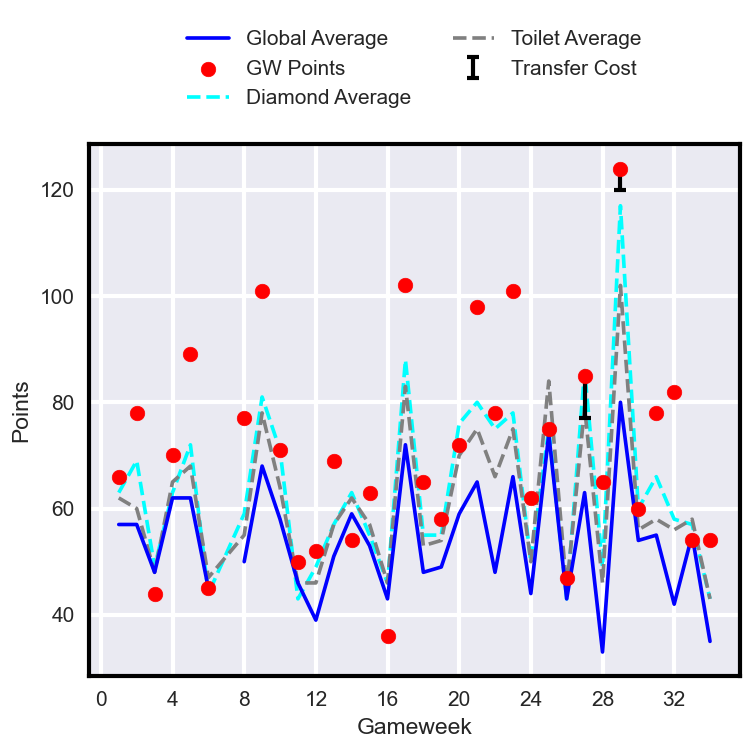 Global Average
GW Points
Diamond Average
Toilet Average
Transfer Cost
120
100
80
60
40
Points
0 4 8 12 16 20 24 28 32
Gameweek